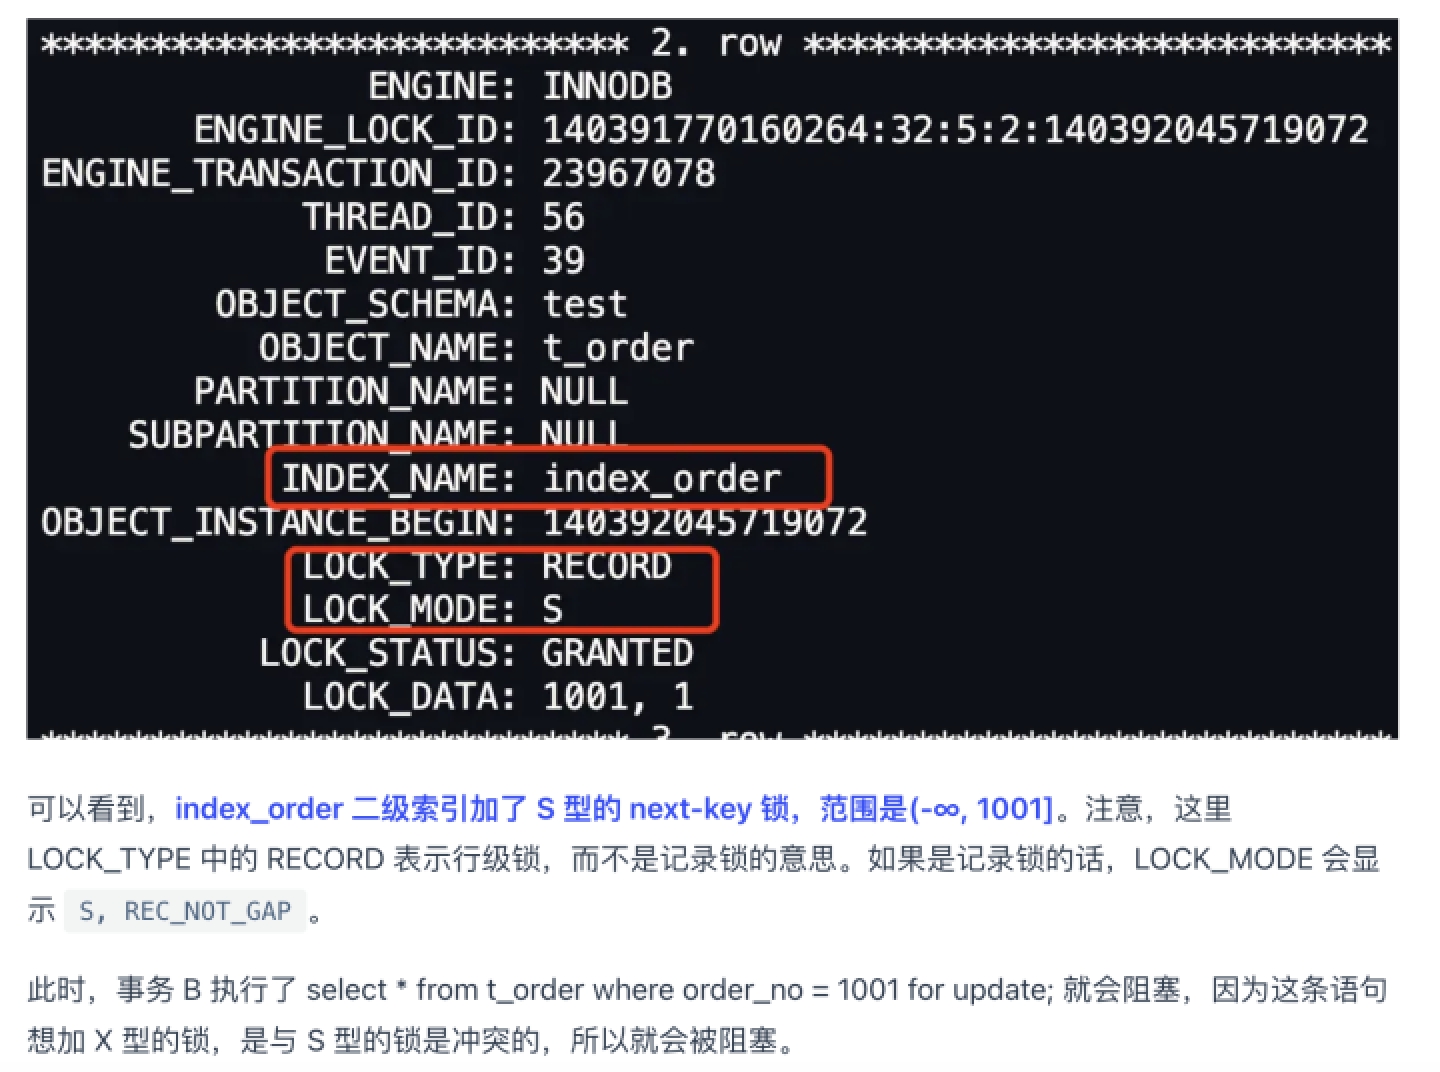 *************************** 2. row ***************************
ENGINE: INNODB
ENGINE_LOCK_ID: 140391770160264:32:5:2:140392045719072
ENGINE_TRANSACTION_ID: 23967078
THREAD_ID: 56
EVENT_ID: 39
OBJECT_SCHEMA: test
OBJECT_NAME: t_order
PARTITION_NAME: NULL
SUBPARTITION_NAME: NULL
INDEX_NAME: index_order
OBJECT_INSTANCE_BEGIN: 140392045719072
LOCK_TYPE: RECORD
LOCK_MODE: S
LOCK_STATUS: GRANTED
LOCK_DATA: 1001, 1
*************************** 3. row ***************************
可以看到，index_order 二级索引加了 S 型的 next-key 锁，范围是(-∞, 1001]。注意，这里
LOCK_TYPE 中的 RECORD 表示行级锁，而不是记录锁的意思。如果是记录锁的话，LOCK_MODE 会显
示 S, REC_NOT_GAP 。
此时，事务 B 执行了 select * from t_order where order_no = 1001 for update; 就会阻塞，因为这条语句
想加 X 型的锁，是与 S 型的锁是冲突的，所以就会被阻塞。